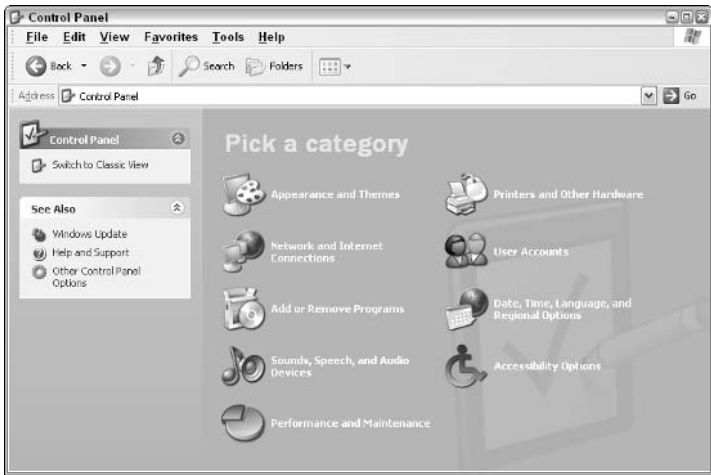 Control Panel
File Edit View Favorites Tools Help
Back Search Folders
Address Control Panel Go
Control Panel
Switch to Classic View
See Also
Windows Update
Help and Support
Other Control Panel
Options
Pick a category
Appearance and Themes
Printers and Other Hardware
Network and Internet
Connections
User Accounts
Add or Remove Programs
Date, Time, Language, and
Regional Options
Sounds, Speech, and Audio
Devices
Accessibility Options
Performance and Maintenance